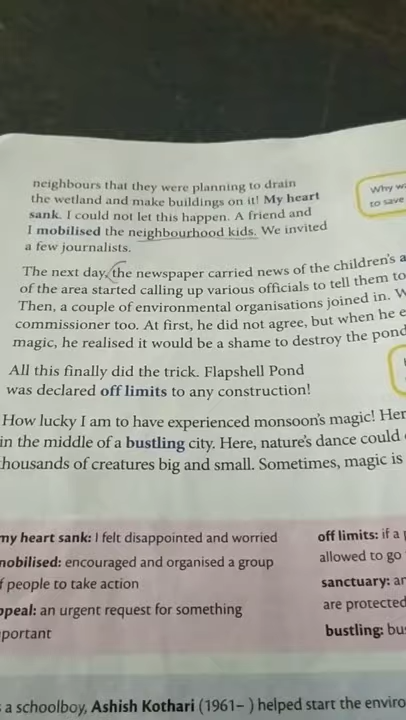 neighbours that they were planning to drain
the wetland and make buildings on it! My heart
sank. I could not let this happen. A friend and
I mobilised the neighbourhood kids. We invited
a few journalists.
Why
to save
The next day, the newspaper carried news of the children's
of the area started calling up various officials to tell them to
Then, a couple of environmental organisations joined in.
commissioner too. At first, he did not agree, but when he
magic, he realised it would be a shame to destroy the pond
All this finally did the trick. Flapshell Pond
was declared off limits to any construction!
How lucky I am to have experienced monsoon's magic!
in the middle of a bustling city. Here, nature's dance could
thousands of creatures big and small. Sometimes, magic is
my heart sank: I felt disappointed and worried
mobilised: encouraged and organised a group
of people to take action
appeal: an urgent request for something
portant
off limits: if a
allowed to go
sanctuary:
are protected
bustling:
a schoolboy, Ashish Kothari (1961– ) helped start the